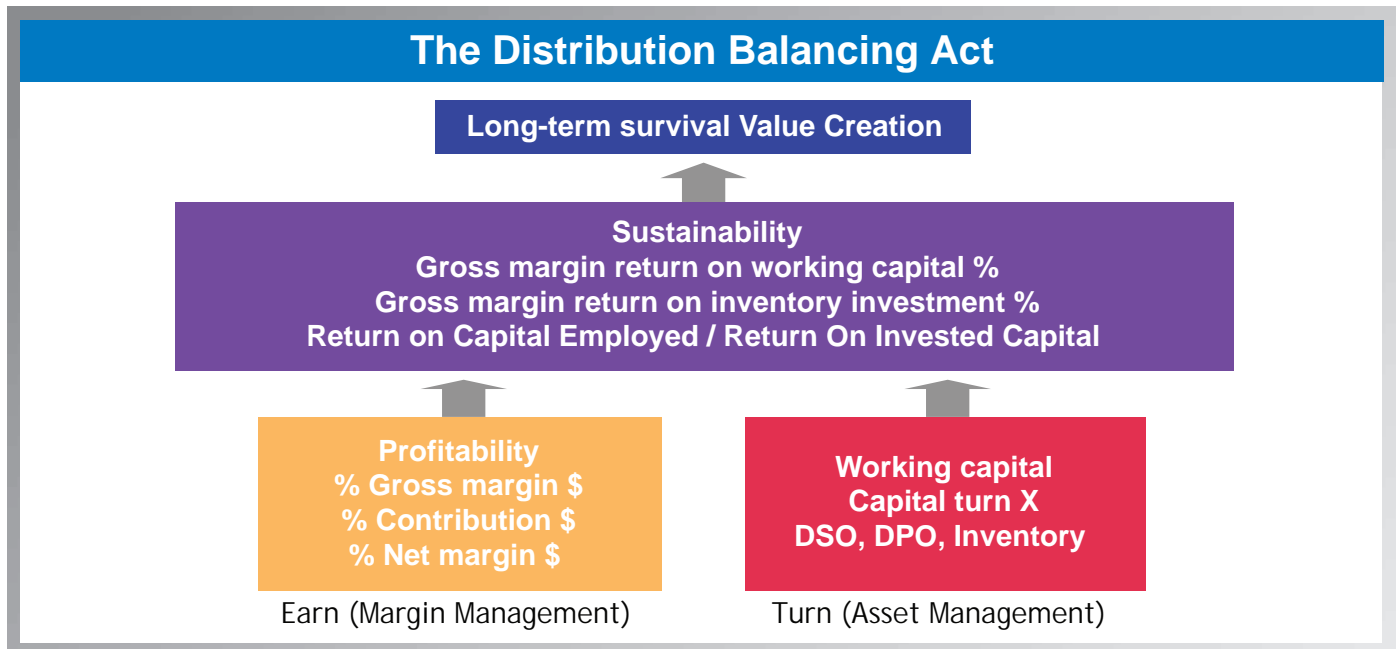 The Distribution Balancing Act
Long-term survival Value Creation
Sustainability
Gross margin return on working capital %
Gross margin return on inventory investment %
Return on Capital Employed / Return On Invested Capital
Profitability
% Gross margin $
% Contribution $
% Net margin $
Earn (Margin Management)
Working capital
Capital turn X
DSO, DPO, Inventory
Turn (Asset Management)